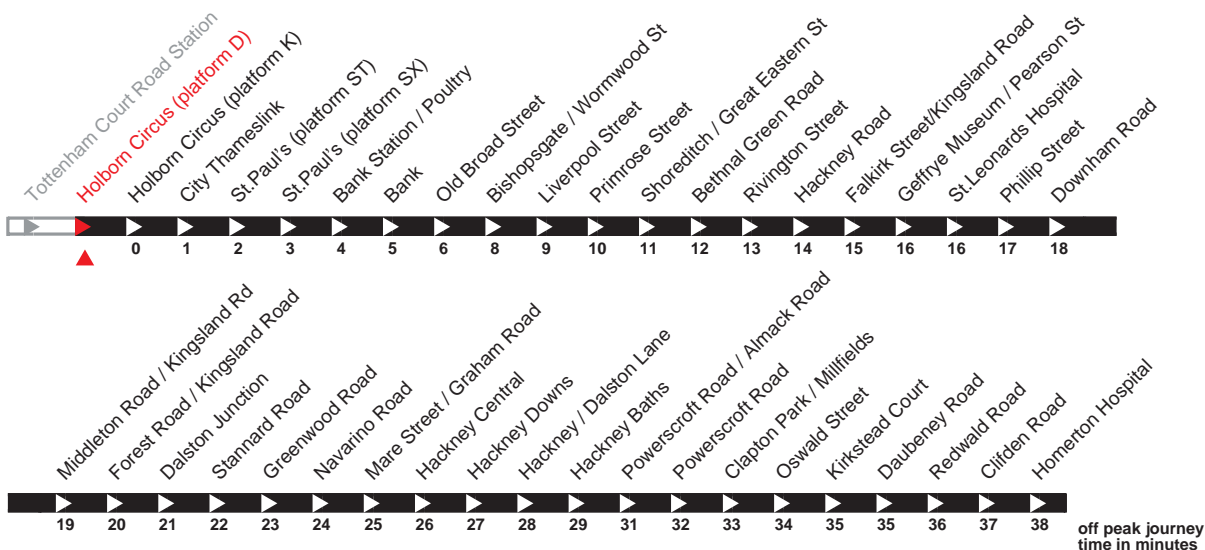 Tottenham Court Road Station
Holborn Circus (platform D)
Holborn Circus (platform K)
City Thameslink
St.Paul's (platform ST)
St.Paul's (platform SX)
Bank Station / Poultry
Bank
Old Broad Street
Bishopsgate / Wormwood St
Liverpool Street
Primrose Street
Shoreditch / Great Eastern St
Bethnal Green Road
Rivington Street
Hackney Road
Falkirk Street/Kingsland Road
Geffrye Museum / Pearson St
St.Leonards Hospital
Phillip Street
Downham Road
0 1 2 3 4 5 6 8 9 10 11 12 13 14 15 16 16 17 18
Middleton Road / Kingsland Rd
Forest Road / Kingsland Road
Dalston Junction
Stannard Road
Greenwood Road
Navarino Road
Mare Street / Graham Road
Hackney Central
Hackney Downs
Hackney / Dalston Lane
Hackney Baths
Powerscroft Road / Almack Road
Powerscroft Road
Clapton Park / Millfields
Oswald Street
Kirkstead Court
Daubeney Road
Redwald Road
Clifden Road
Homerton Hospital
19 20 21 22 23 24 25 26 27 28 29 31 32 33 34 35 35 36 37 38
off peak journey
time in minutes